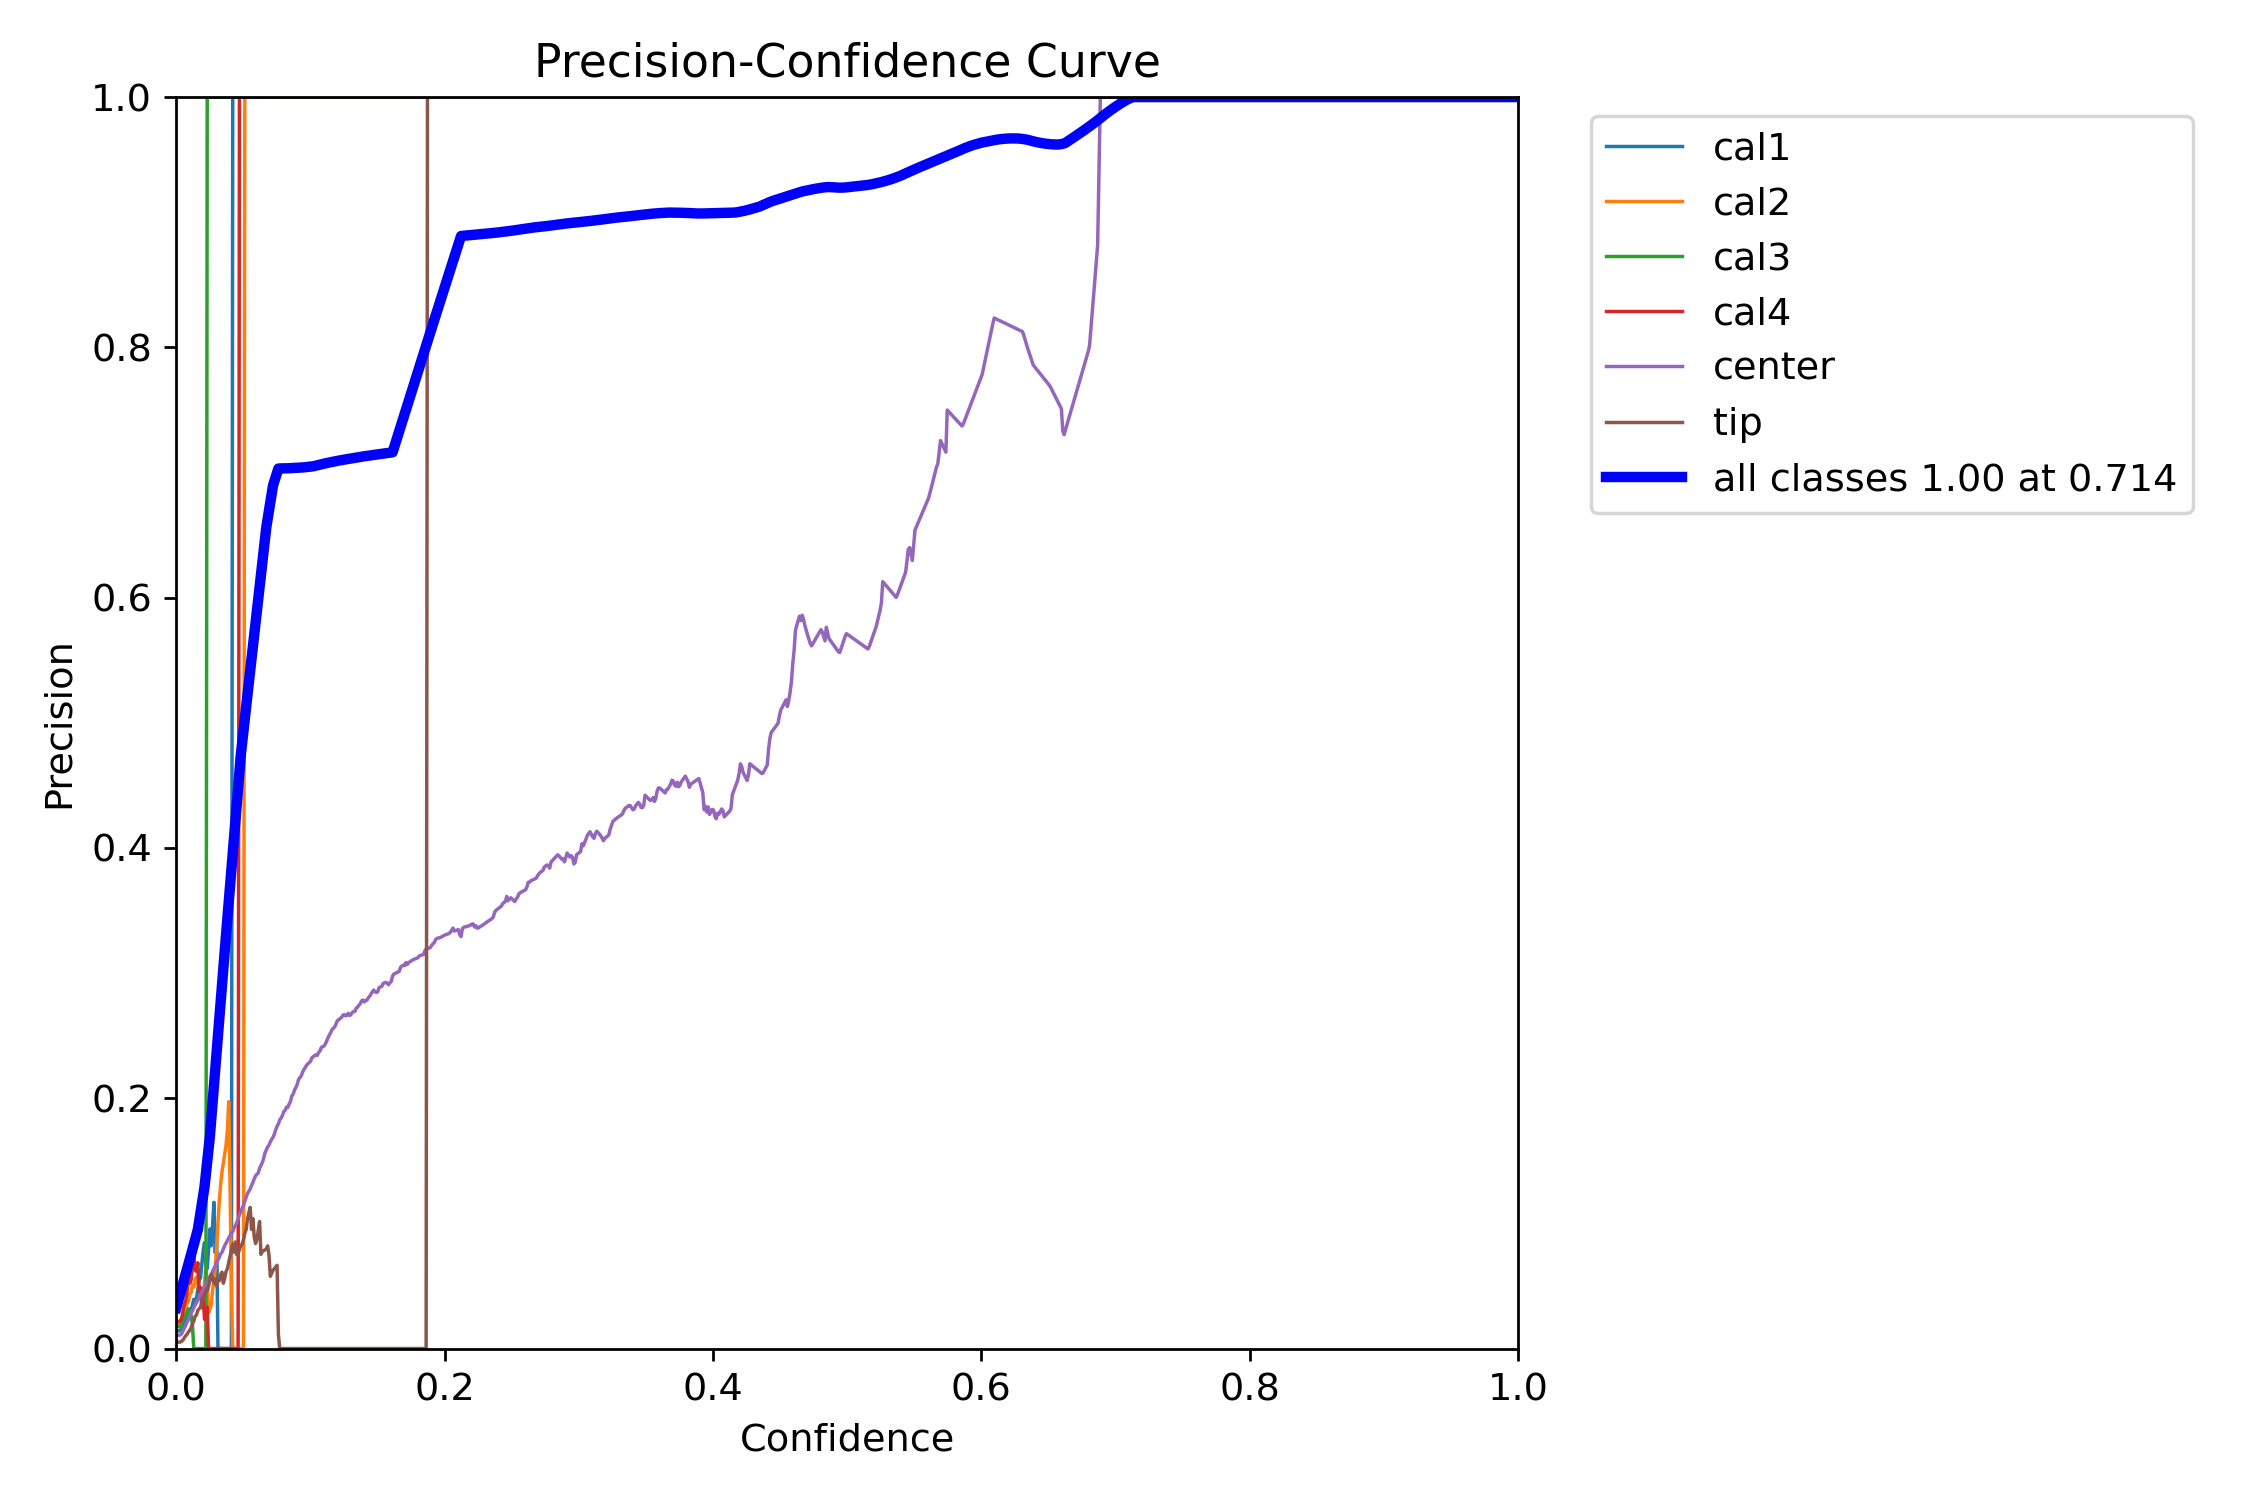 Precision-Confidence Curve
1.0
0.8
0.6
0.4
0.2
0.0
Precision
0.0 0.2 0.4 0.6 0.8 1.0
Confidence
cal1
cal2
cal3
cal4
center
tip
all classes 1.00 at 0.714